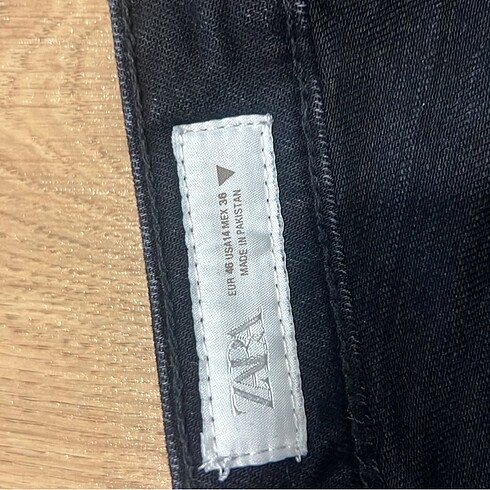 ZARA
EUR 46 USA14 MEX 36
MADE IN PAKISTAN